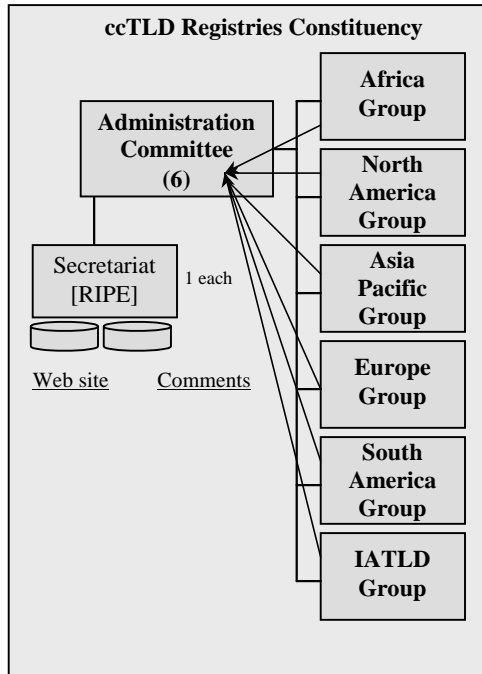 ccTLD Registries Constituency
Administration
Committee
(6)
Secretariat
[RIPE]
1 each
Web site
Comments
Africa
Group
North
America
Group
Asia
Pacific
Group
Europe
Group
South
America
Group
IATLD
Group